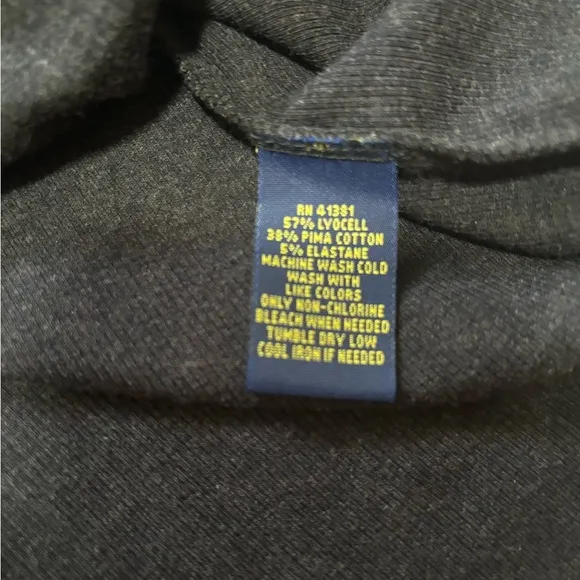 RN 41381
57% LYOCELL
38% PIMA COTTON
5% ELASTANE
MACHINE WASH COLD
WASH WITH
LIKE COLORS
ONLY NON-CHLORINE
BLEACH WHEN NEEDED
TUMBLE DRY LOW
COOL IRON IF NEEDED